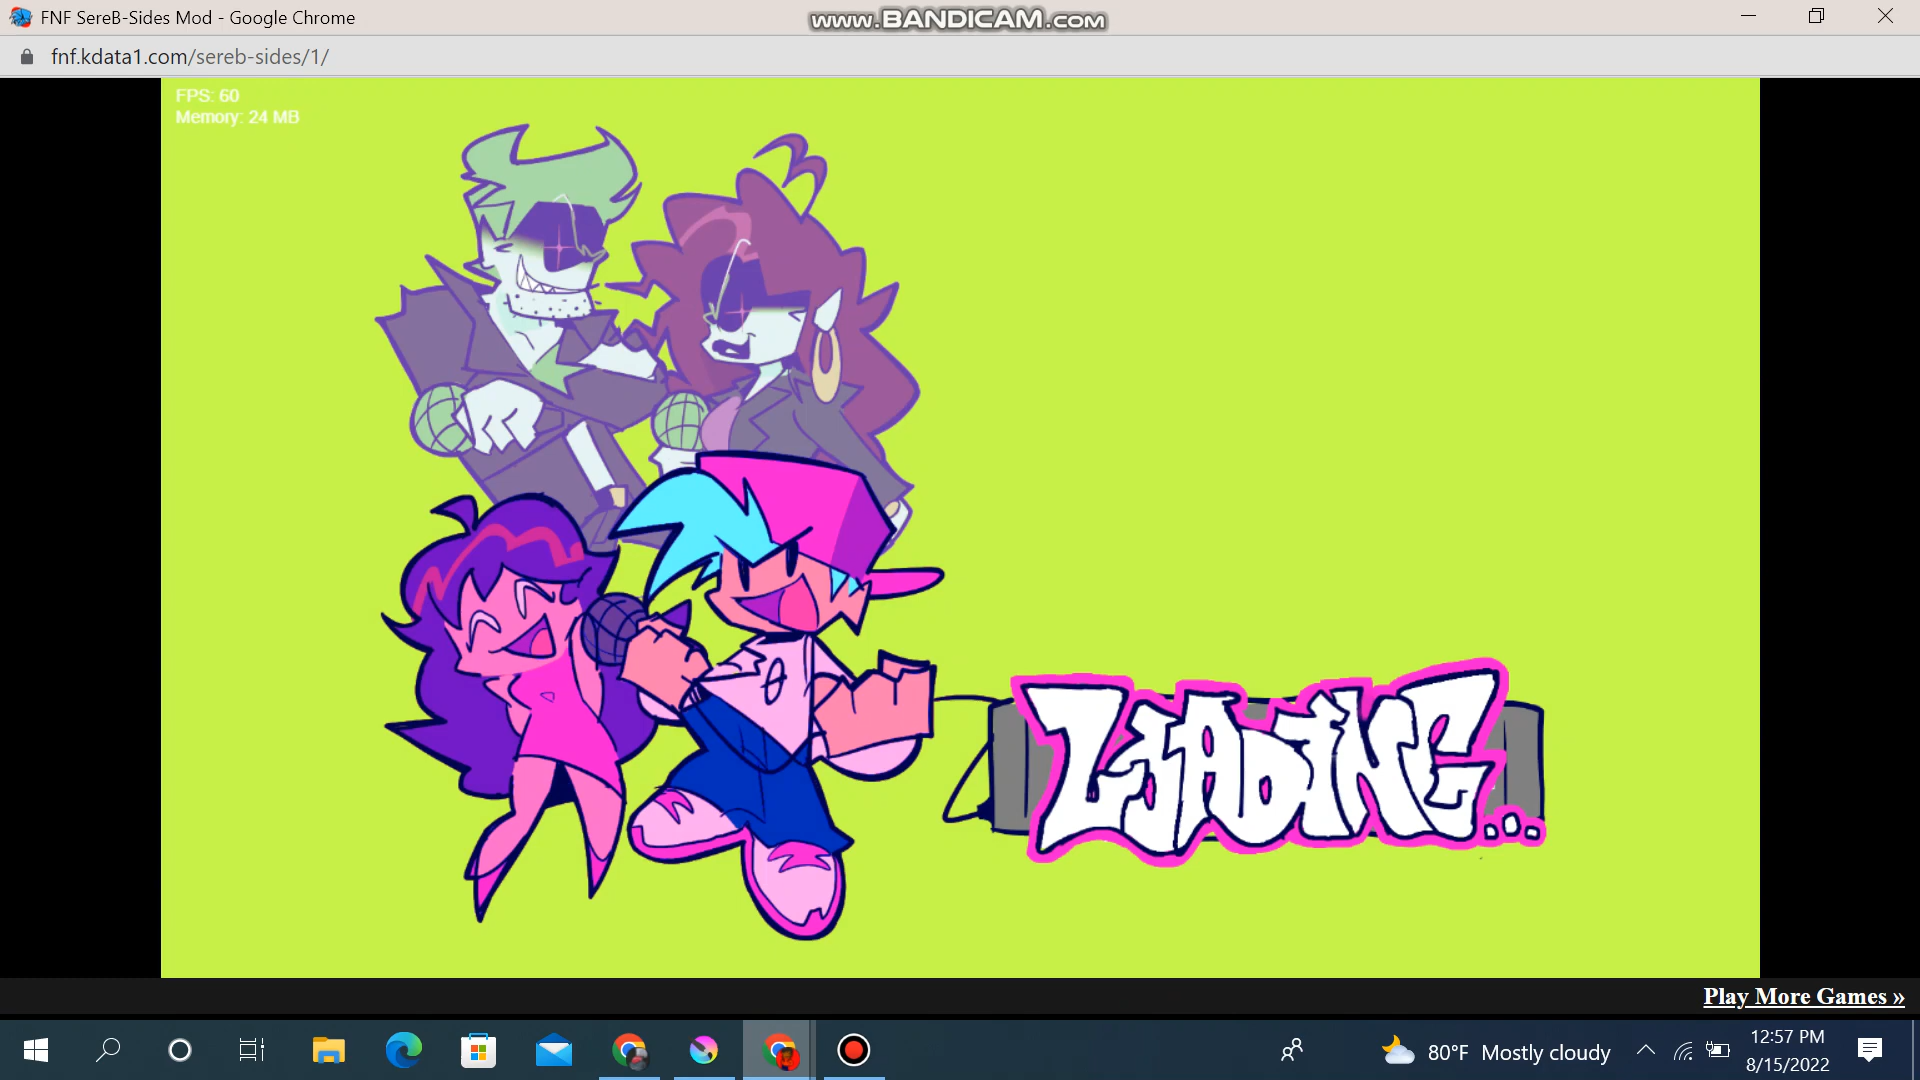 FNF SereB-Sides Mod - Google Chrome
www.BANDICAM.com
fnf.kdata1.com/sereb-sides/1/
FPS: 60
Memory: 24 MB
LOADING...
Play More Games »
80°F Mostly cloudy
12:57 PM
8/15/2022